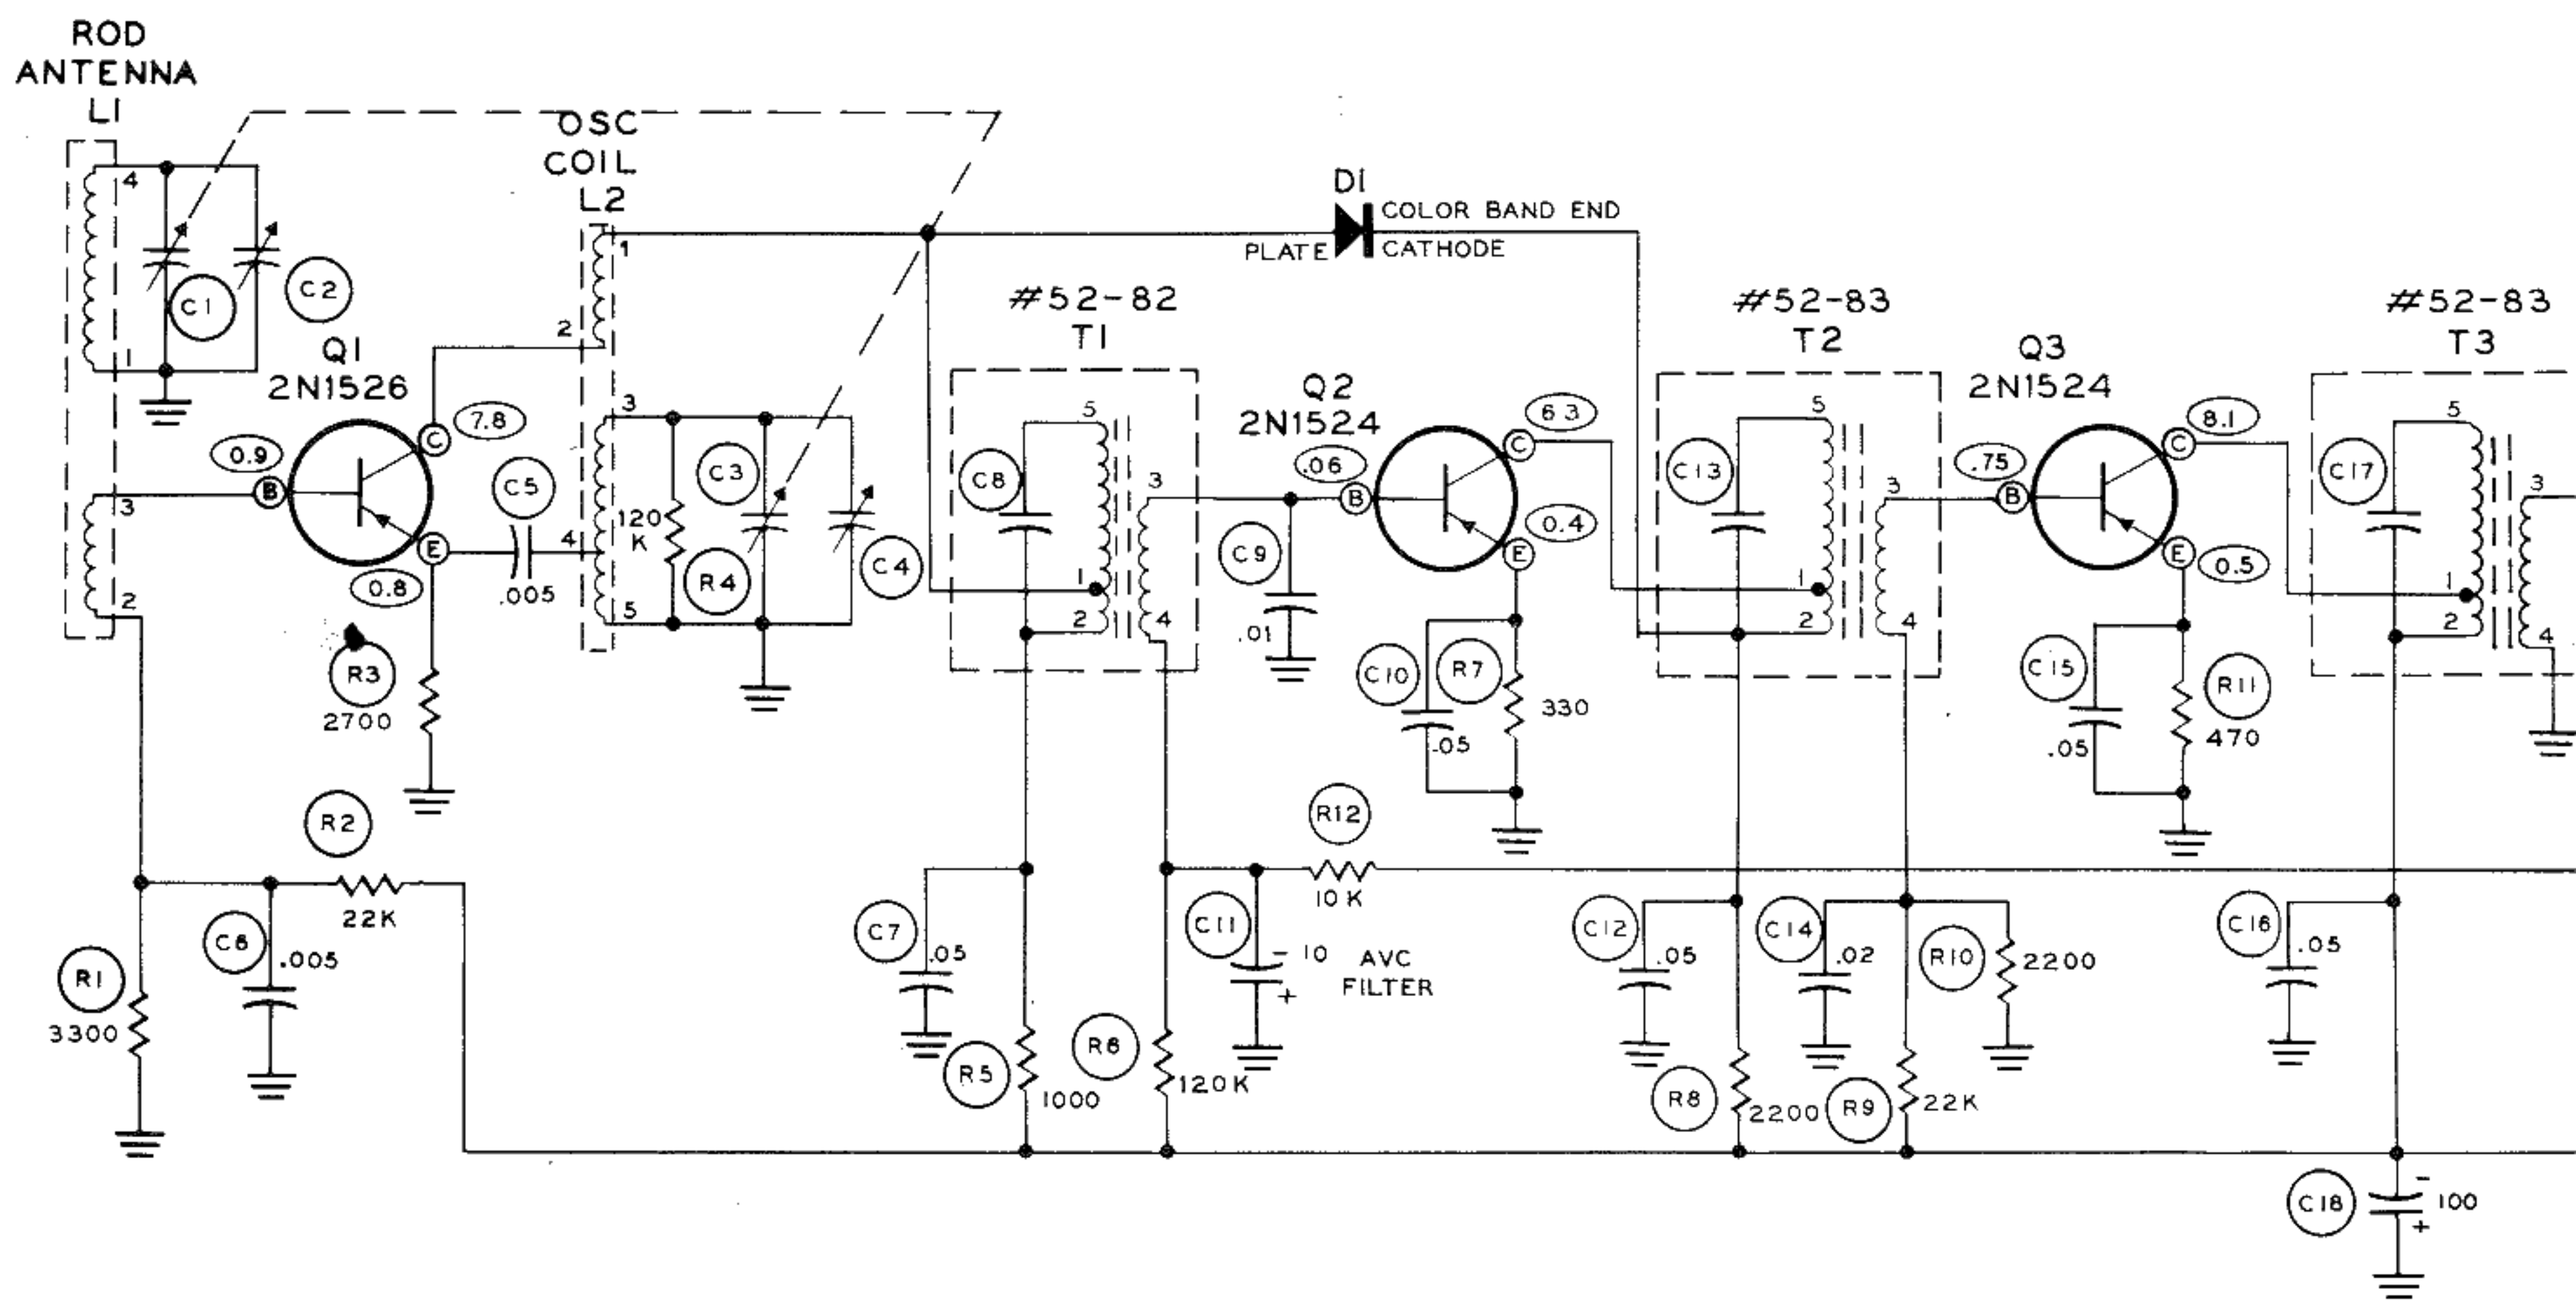 ROD
ANTENNA
L1
OSC
COIL
L2
D1
COLOR BAND END
PLATE
CATHODE
4
C1
C2
1
1
2
#52-82
T1
#52-83
T2
#52-83
T3
Q1
2N1526
Q2
2N1524
Q3
2N1524
7.8
0.9
B
C
E
0.8
3
2
C5
.005
3
4
5
120
K
R4
C3
C4
C8
5
1
2
3
4
.06
B
C
E
6 3
0.4
C9
.01
C10
.05
R7
330
C13
5
1
2
3
4
.75
B
C
E
8.1
0.5
C15
.05
R11
470
C17
5
1
2
3
4
R3
2700
R2
22K
R1
3300
C6
.005
C7
.05
R5
1000
R6
120K
C11
-
10
+
AVC
FILTER
R12
10 K
C12
.05
R8
2200
C14
.02
R9
22K
R10
2200
C16
.05
C18
-
100
+